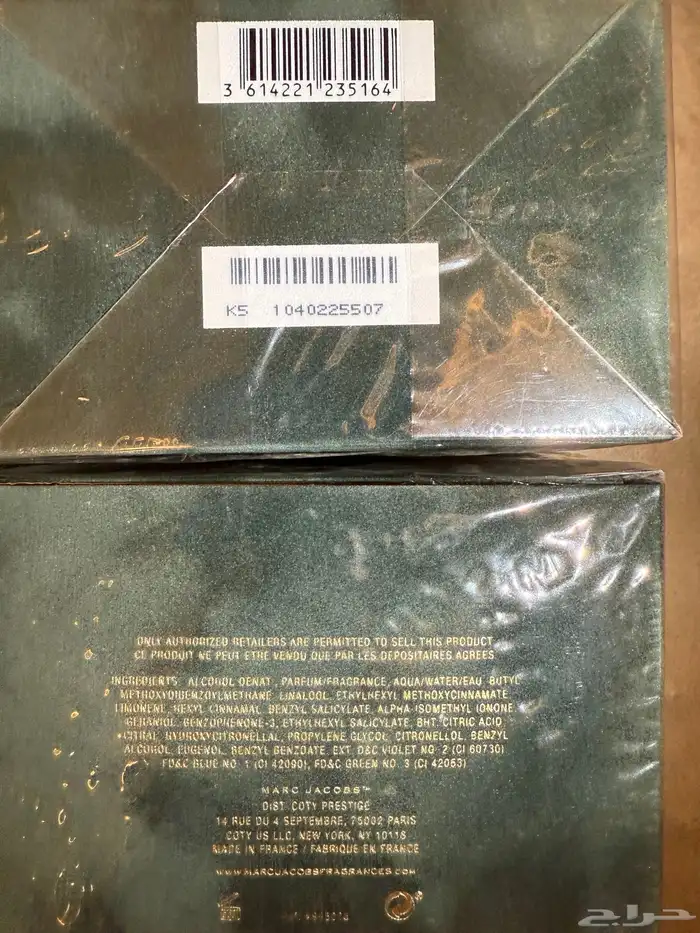 3 614221 235164
K5 1040225507
ONLY AUTHORIZED RETAILERS ARE PERMITTED TO SELL THIS PRODUCT
CE PRODUIT NE PEUT ETRE VENDU QUE PAR LES DEPOSITAIRES AGREES
INGREDIENTS: ALCOHOL DENAT., PARFUM/FRAGRANCE, AQUA/WATER/EAU, BUTYL
METHOXYDIBENZOYLMETHANE, LINALOOL, ETHYLHEXYL METHOXYCINNAMATE,
LIMONENE, HEXYL CINNAMAL, BENZYL SALICYLATE, ALPHA-ISOMETHYL IONONE,
GERANIOL, BENZOPHENONE-3, ETHYLHEXYL SALICYLATE, BHT, CITRIC ACID,
CITRAL, HYDROXYCITRONELLAL, PROPYLENE GLYCOL, CITRONELLOL, BENZYL
ALCOHOL, EUGENOL, BENZYL BENZOATE, EXT. D&C VIOLET NO. 2 (CI 60730)
FD&C BLUE NO. 1 (CI 42090), FD&C GREEN NO. 3 (CI 42053)
MARC JACOBS™
DIST. COTY PRESTIGE
14 RUE DU 4 SEPTEMBRE, 75002 PARIS
COTY US LLC, NEW YORK, NY 10118
MADE IN FRANCE / FABRIQUE EN FRANCE
WWW.MARCJACOBSFRAGRANCES.COM
حراج